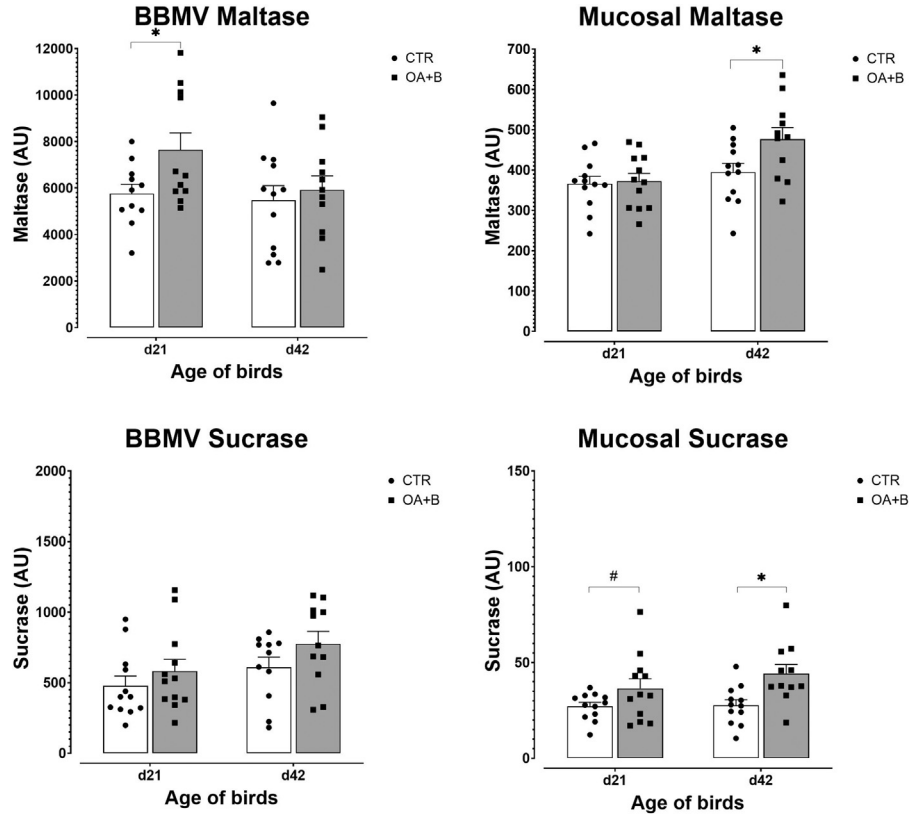 BBMV Maltase
*
12000
10000
8000
6000
4000
2000
0
Maltase (AU)
d21 d42
Age of birds
CTR
OA+B
Mucosal Maltase
*
700
600
500
400
300
200
100
0
Maltase (AU)
d21 d42
Age of birds
CTR
OA+B
BBMV Sucrase
2000
1500
1000
500
0
Sucrase (AU)
d21 d42
Age of birds
CTR
OA+B
Mucosal Sucrase
# *
150
100
50
0
Sucrase (AU)
d21 d42
Age of birds
CTR
OA+B